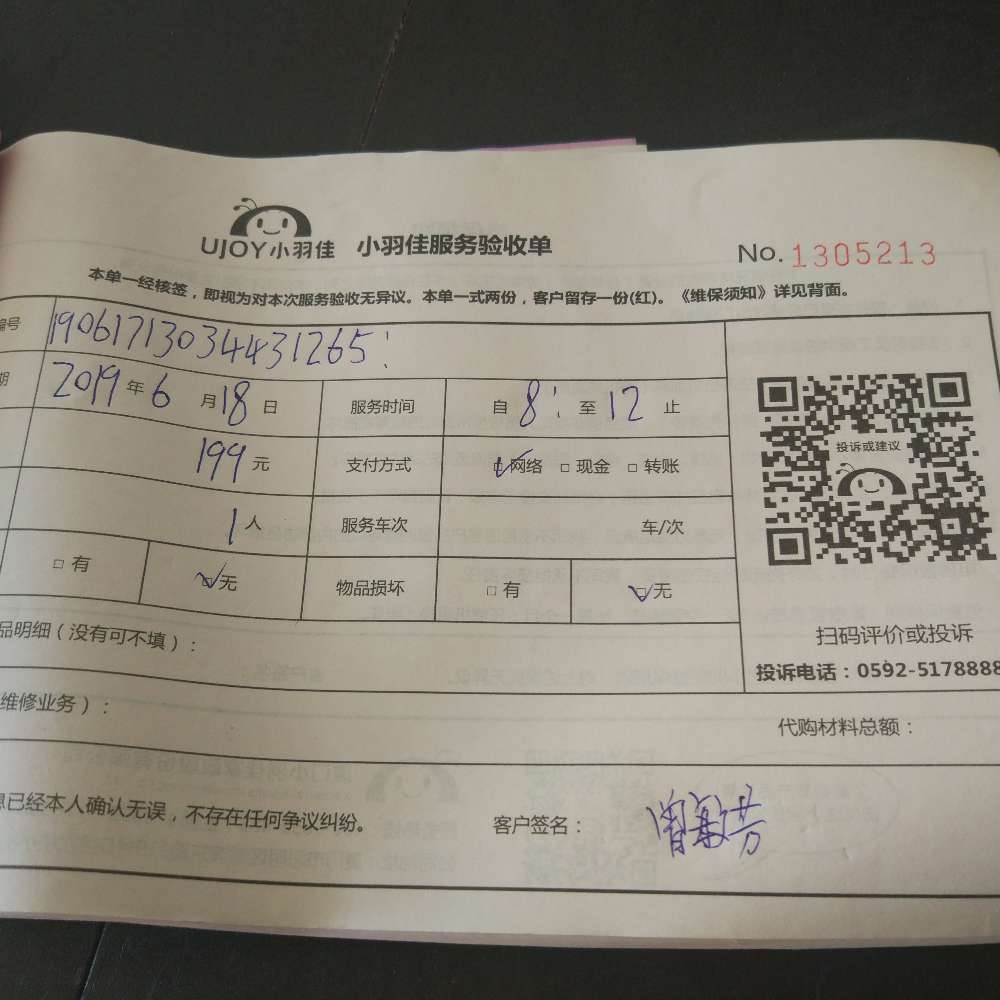 UJOY小羽佳 小羽佳服务验收单 No. 1305213
本单一经核签，即视为对本次服务验收无异议。本单一式两份，客户留存一份(红)。《维保须知》详见背面。
编号 19061713034431265
期 2019年6月18日 服务时间 自8:至12止
199元 支付方式 ☑网络 □现金 □转账
投诉或建议
1人 服务车次 车/次
□有 ☑无 物品损坏 □有 ☑无
扫码评价或投诉
品明细（没有可不填）：
投诉电话：0592-5178888
维修业务）：
代购材料总额：
息已经本人确认无误，不存在任何争议纠纷。 客户签名：